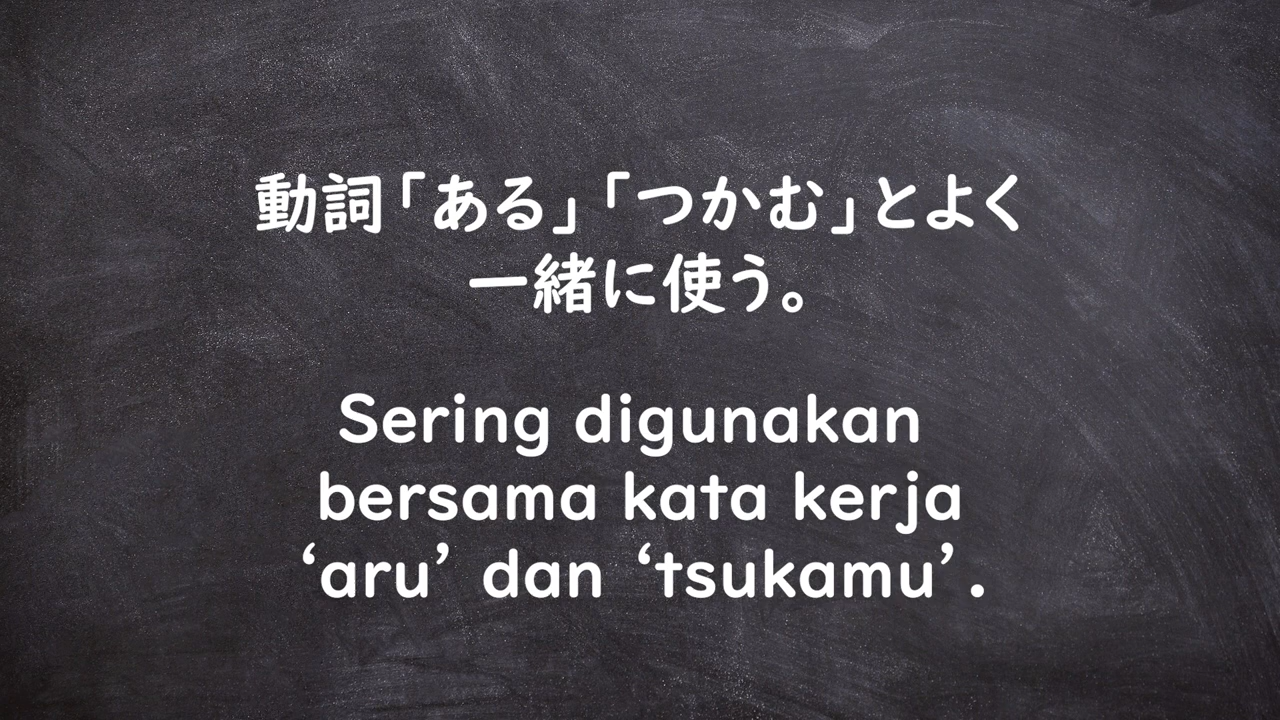 動詞「ある」「つかむ」とよく
一緒に使う。
Sering digunakan
bersama kata kerja
‘aru’ dan ‘tsukamu’.